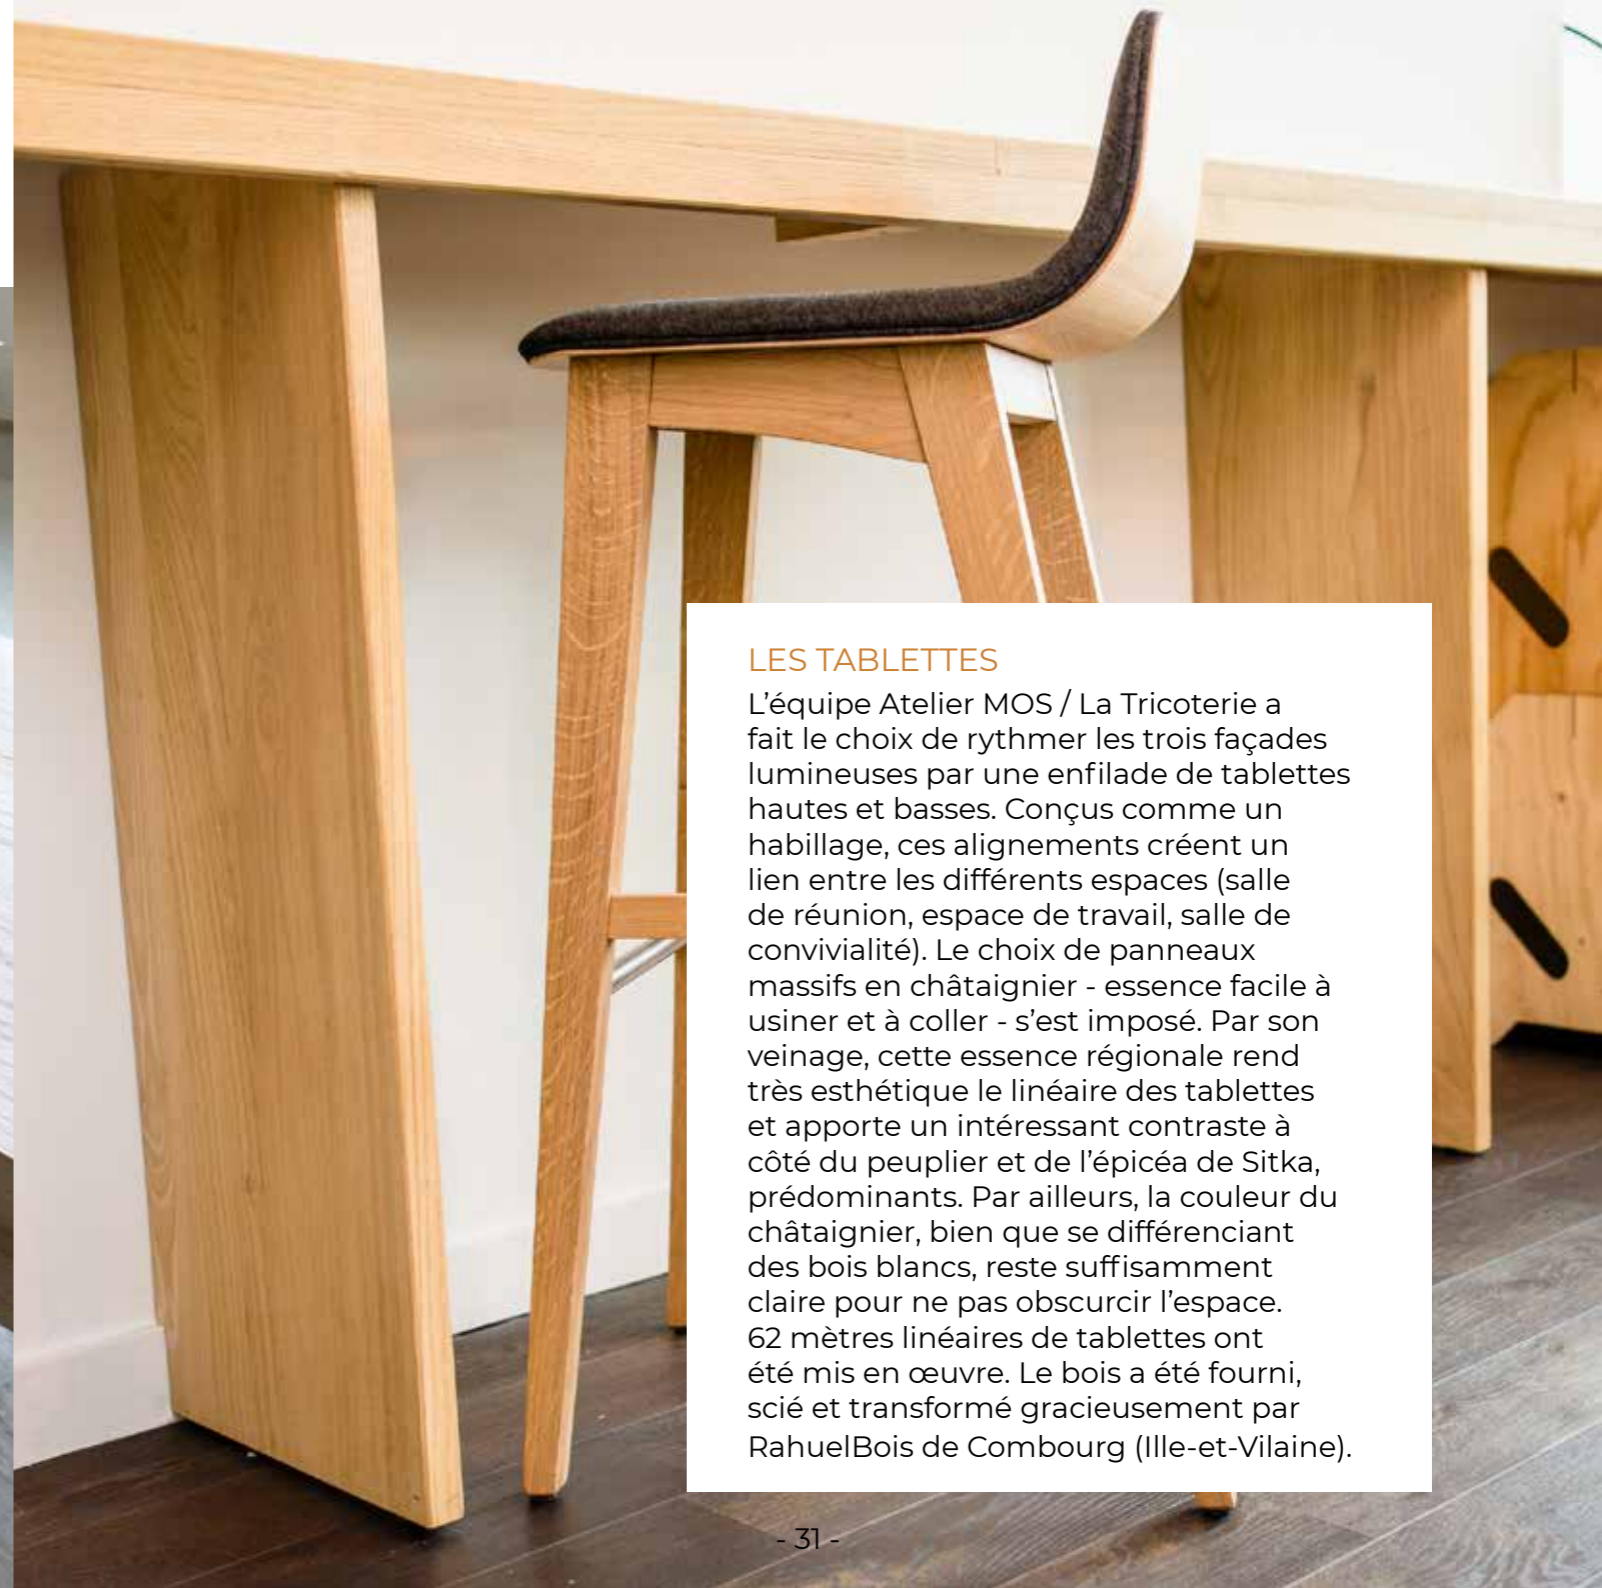 LES TABLETTES
L’équipe Atelier MOS / La Tricoterie a
fait le choix de rythmer les trois façades
lumineuses par une enfilade de tablettes
hautes et basses. Conçus comme un
habillage, ces alignements créent un
lien entre les différents espaces (salle
de réunion, espace de travail, salle de
convivialité). Le choix de panneaux
massifs en châtaignier - essence facile à
usiner et à coller - s’est imposé. Par son
veinage, cette essence régionale rend
très esthétique le linéaire des tablettes
et apporte un intéressant contraste à
côté du peuplier et de l’épicéa de Sitka,
prédominants. Par ailleurs, la couleur du
châtaignier, bien que se différenciant
des bois blancs, reste suffisamment
claire pour ne pas obscurcir l’espace.
62 mètres linéaires de tablettes ont
été mis en œuvre. Le bois a été fourni,
scié et transformé gracieusement par
RahuelBois de Combourg (Ille-et-Vilaine).
- 31 -